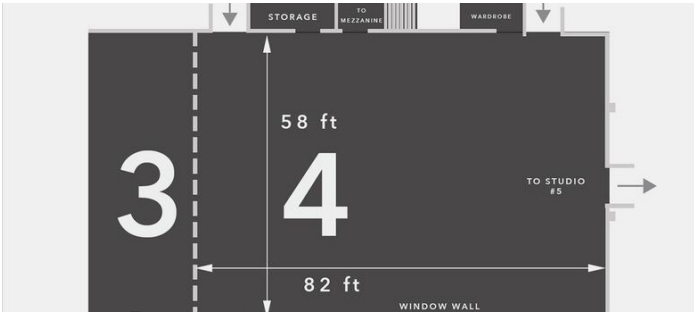 STORAGE
TO
MEZZANINE
WARDROBE
58 ft
3
4
TO STUDIO
#5
82 ft
WINDOW WALL